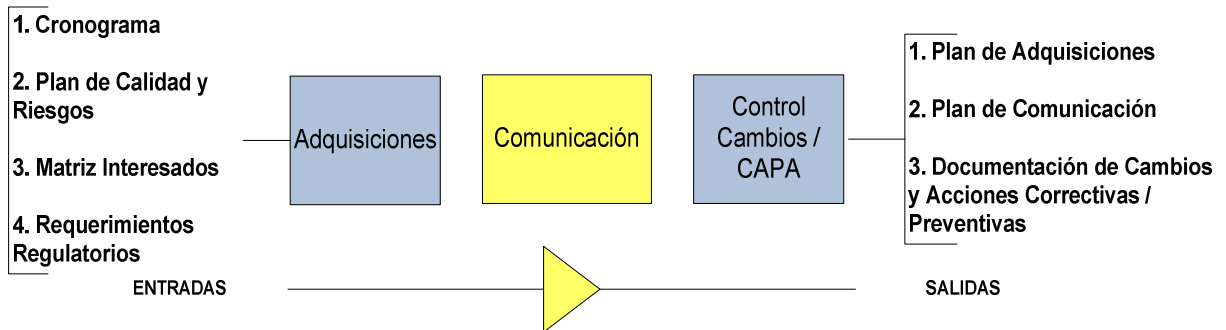 1. Cronograma
2. Plan de Calidad y
Riesgos
3. Matriz Interesados
4. Requerimientos
Regulatorios
Adquisiciones
Comunicación
Control
Cambios /
CAPA
1. Plan de Adquisiciones
2. Plan de Comunicación
3. Documentación de Cambios
y Acciones Correctivas /
Preventivas
ENTRADAS
SALIDAS